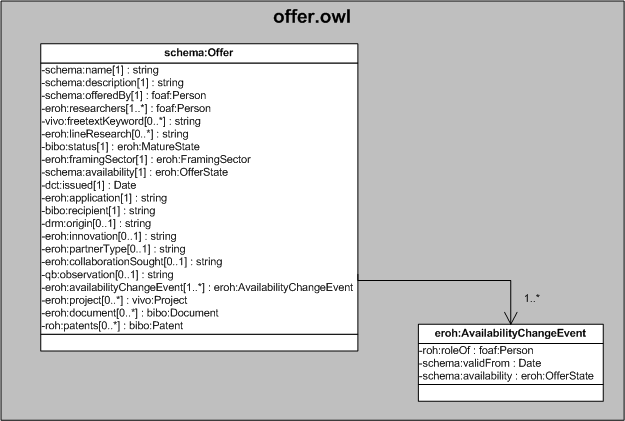 offer.owl
schema:Offer
-schema:name[1] : string
-schema:description[1] : string
-schema:offeredBy[1] : foaf:Person
-eroh:researchers[1..*] : foaf:Person
-vivo:freetextKeyword[0..*] : string
-eroh:lineResearch[0..*] : string
-bibo:status[1] : eroh:MatureState
-eroh:framingSector[1] : eroh:FramingSector
-schema:availability[1] : eroh:OfferState
-dct:issued[1] : Date
-eroh:application[1] : string
-bibo:recipient[1] : string
-drm:origin[0..1] : string
-eroh:innovation[0..1] : string
-eroh:partnerType[0..1] : string
-eroh:collaborationSought[0..1] : string
-qb:observation[0..1] : string
-eroh:availabilityChangeEvent[1..*] : eroh:AvailabilityChangeEvent
-eroh:project[0..*] : vivo:Project
-eroh:document[0..*] : bibo:Document
-roh:patents[0..*] : bibo:Patent
1..*
eroh:AvailabilityChangeEvent
-roh:roleOf : foaf:Person
-schema:validFrom : Date
-schema:availability : eroh:OfferState